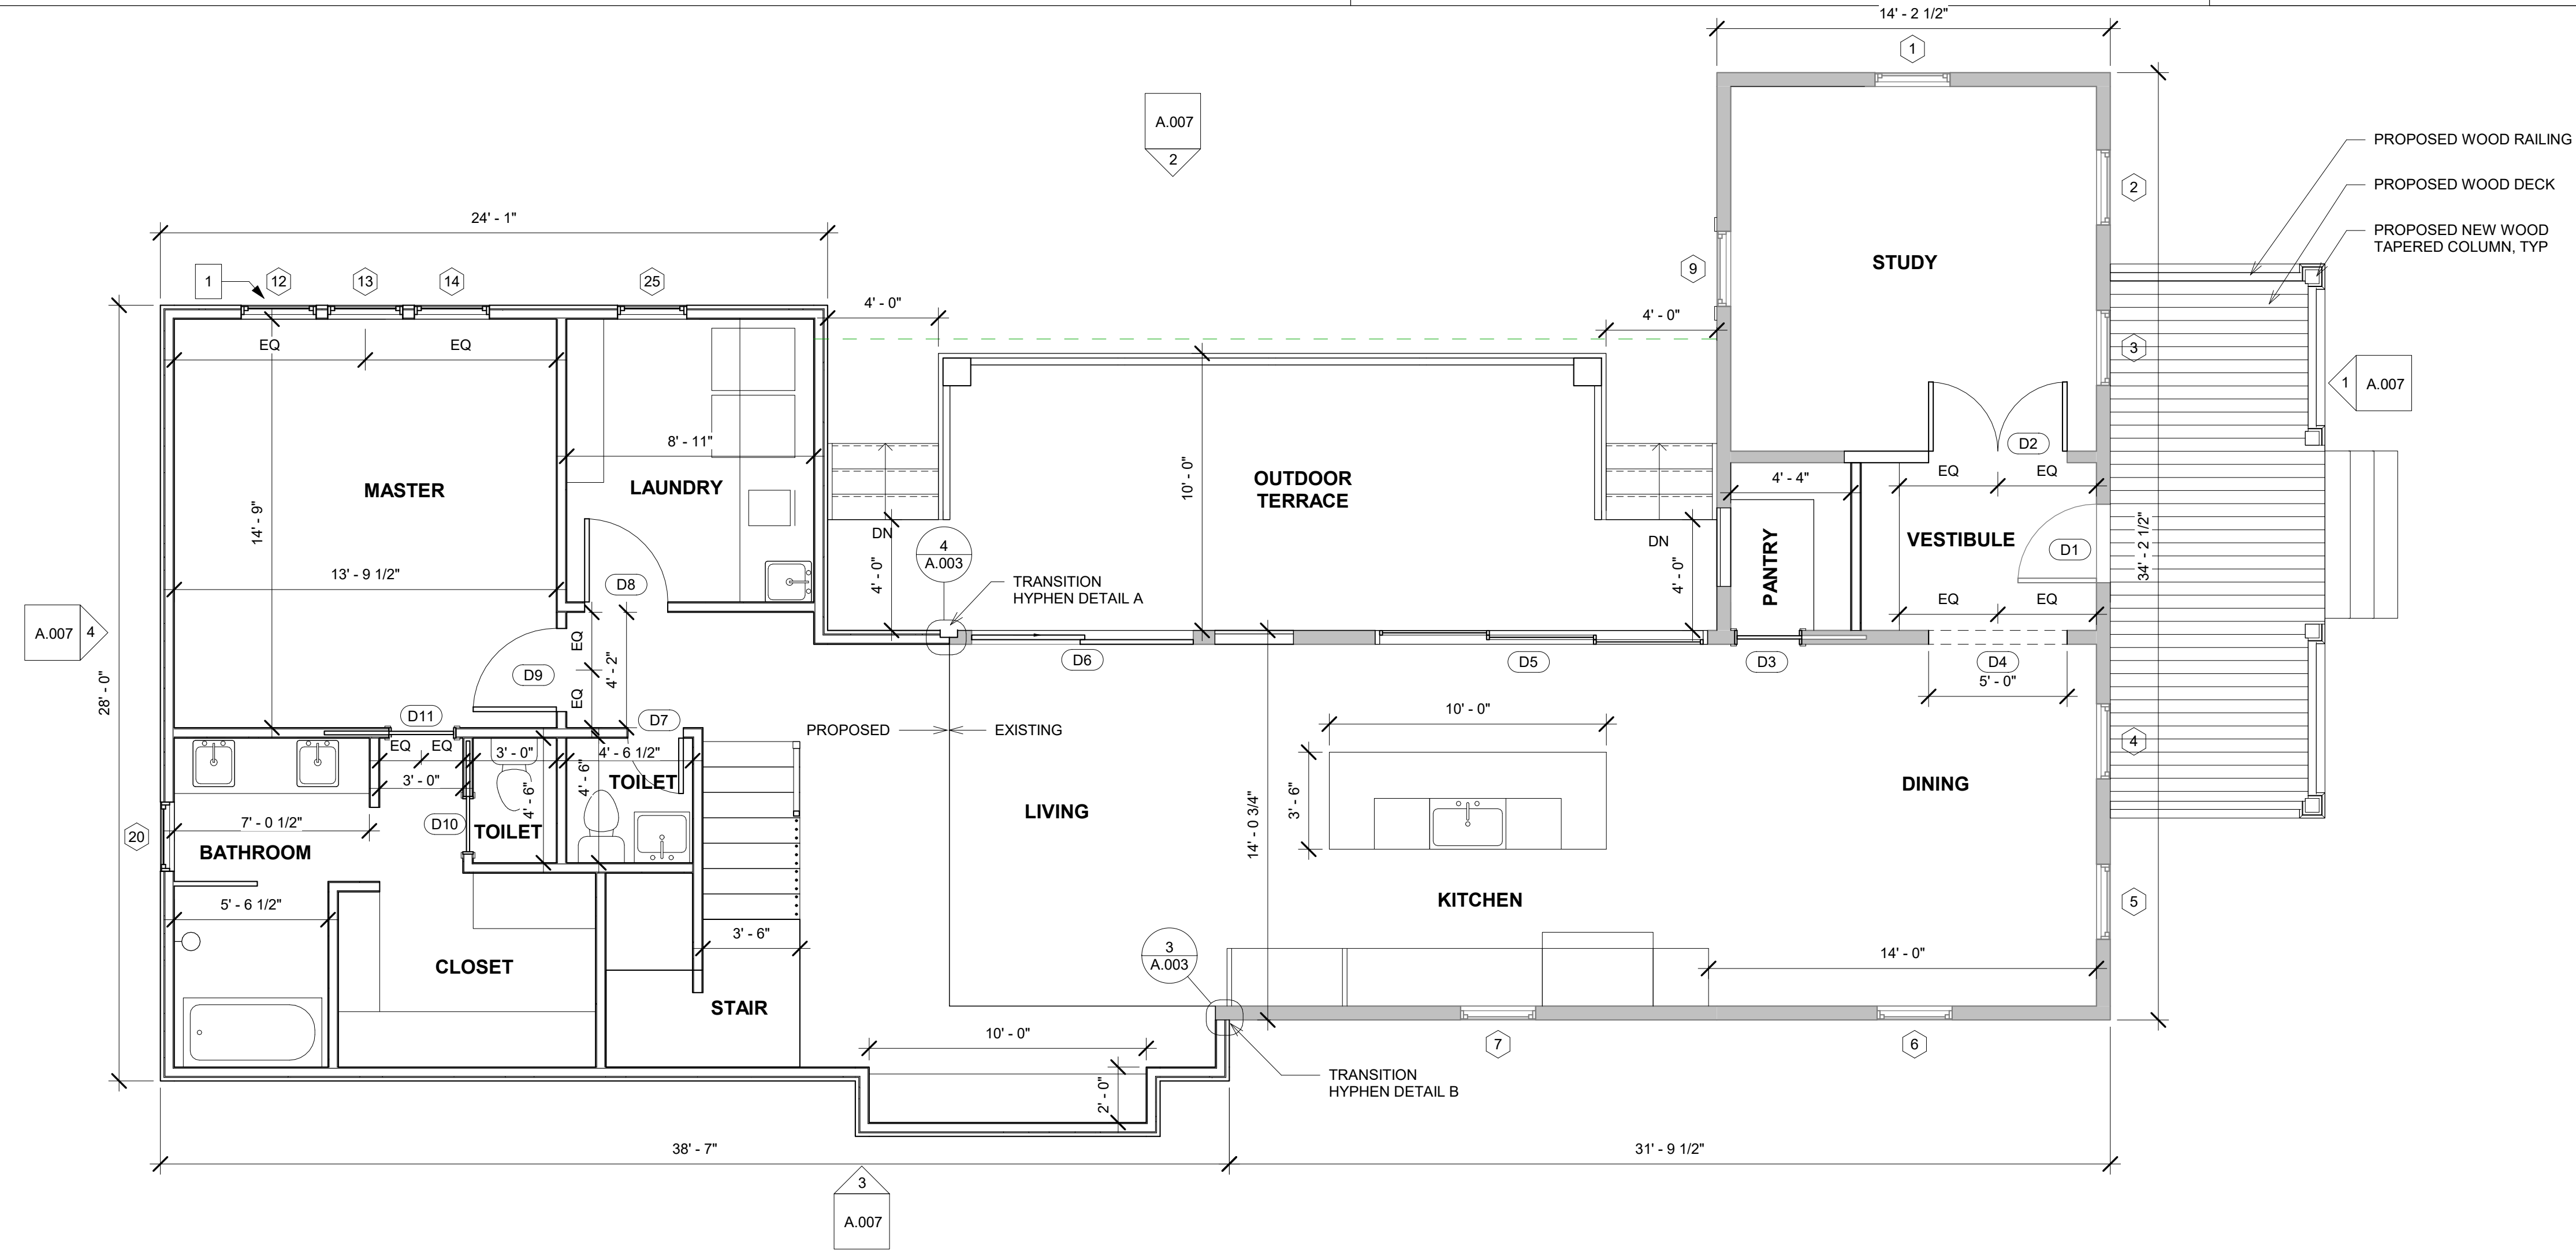 14' - 2 1/2"
1
A.007
2
PROPOSED WOOD RAILING
PROPOSED WOOD DECK
PROPOSED NEW WOOD
TAPERED COLUMN, TYP
2
24' - 1"
STUDY
9
1
12
13
14
25
4' - 0"
4' - 0"
EQ
EQ
3
1
A.007
8' - 11"
D2
MASTER
LAUNDRY
10' - 0"
OUTDOOR
TERRACE
4' - 4"
EQ
EQ
14' - 9"
DN
DN
4
A.003
VESTIBULE
D1
34' - 2 1/2"
PANTRY
13' - 9 1/2"
D8
4' - 0"
TRANSITION
HYPHEN DETAIL A
4' - 0"
EQ
EQ
A.007
4
28' - 0"
EQ
4' - 2"
EQ
D9
D6
D5
D3
D4
5' - 0"
D11
D7
PROPOSED
EXISTING
10' - 0"
4
EQ
EQ
3' - 0"
4' - 6 1/2"
3' - 0"
4' - 6"
4' - 6"
TOILET
TOILET
D10
LIVING
14' - 0 3/4"
3' - 6"
DINING
20
7' - 0 1/2"
BATHROOM
5' - 6 1/2"
KITCHEN
5
3' - 6"
3
A.003
14' - 0"
CLOSET
STAIR
10' - 0"
7
6
2' - 0"
TRANSITION
HYPHEN DETAIL B
38' - 7"
31' - 9 1/2"
3
A.007